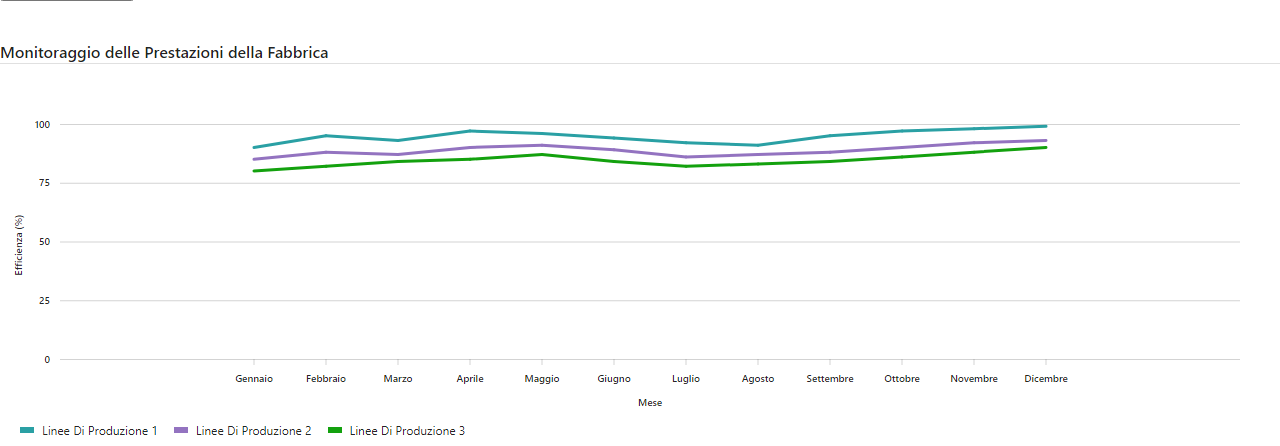 Monitoraggio delle Prestazioni della Fabbrica
100
75
50
25
0
Efficienza (%)
Gennaio Febbraio Marzo Aprile Maggio Giugno Luglio Agosto Settembre Ottobre Novembre Dicembre
Mese
Linee Di Produzione 1 Linee Di Produzione 2 Linee Di Produzione 3